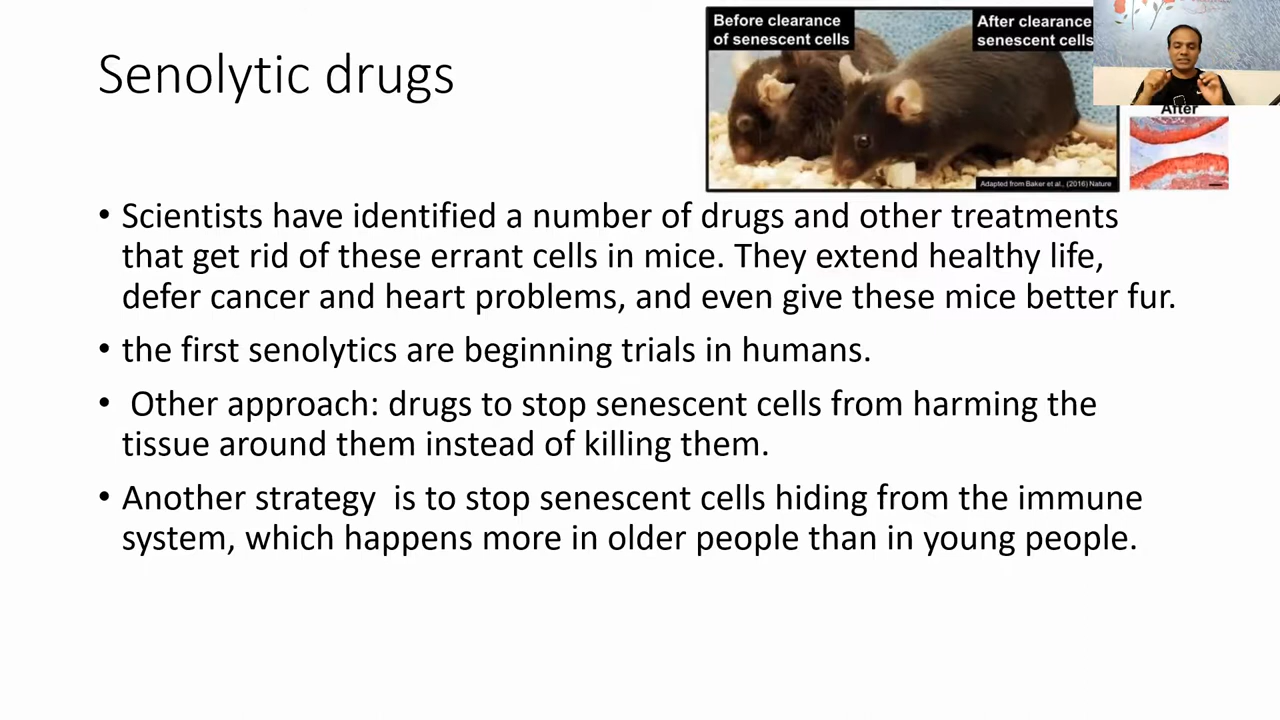 Senolytic drugs
Before clearance
of senescent cells
After clearance
senescent cells
Adapted from Baker et al., (2016) Nature
After
• Scientists have identified a number of drugs and other treatments
that get rid of these errant cells in mice. They extend healthy life,
defer cancer and heart problems, and even give these mice better fur.
• the first senolytics are beginning trials in humans.
• Other approach: drugs to stop senescent cells from harming the
tissue around them instead of killing them.
• Another strategy is to stop senescent cells hiding from the immune
system, which happens more in older people than in young people.